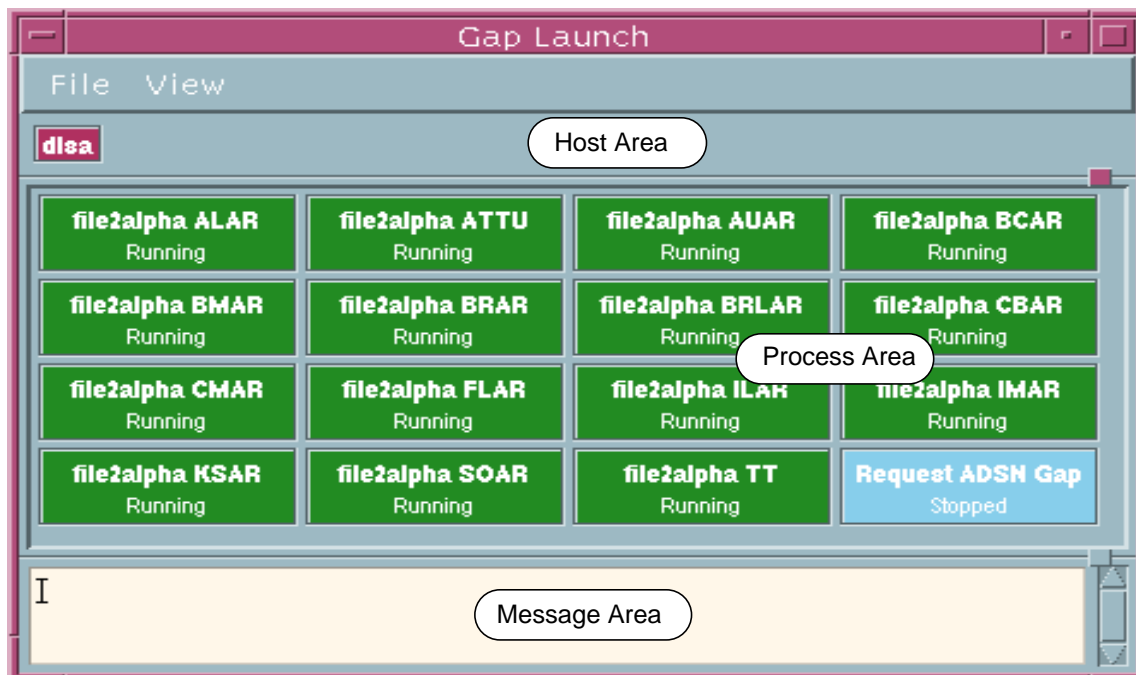 Gap Launch
File View
dlsa
Host Area
file2alpha ALAR
Running
file2alpha ATTU
Running
file2alpha AUAR
Running
file2alpha BCAR
Running
file2alpha BMAR
Running
file2alpha BRAR
Running
file2alpha BRLAR
Running
file2alpha CBAR
Running
Process Area
file2alpha CMAR
Running
file2alpha FLAR
Running
file2alpha ILAR
Running
file2alpha IMAR
Running
file2alpha KSAR
Running
file2alpha SOAR
Running
file2alpha TT
Running
Request ADSN Gap
Stopped
Message Area